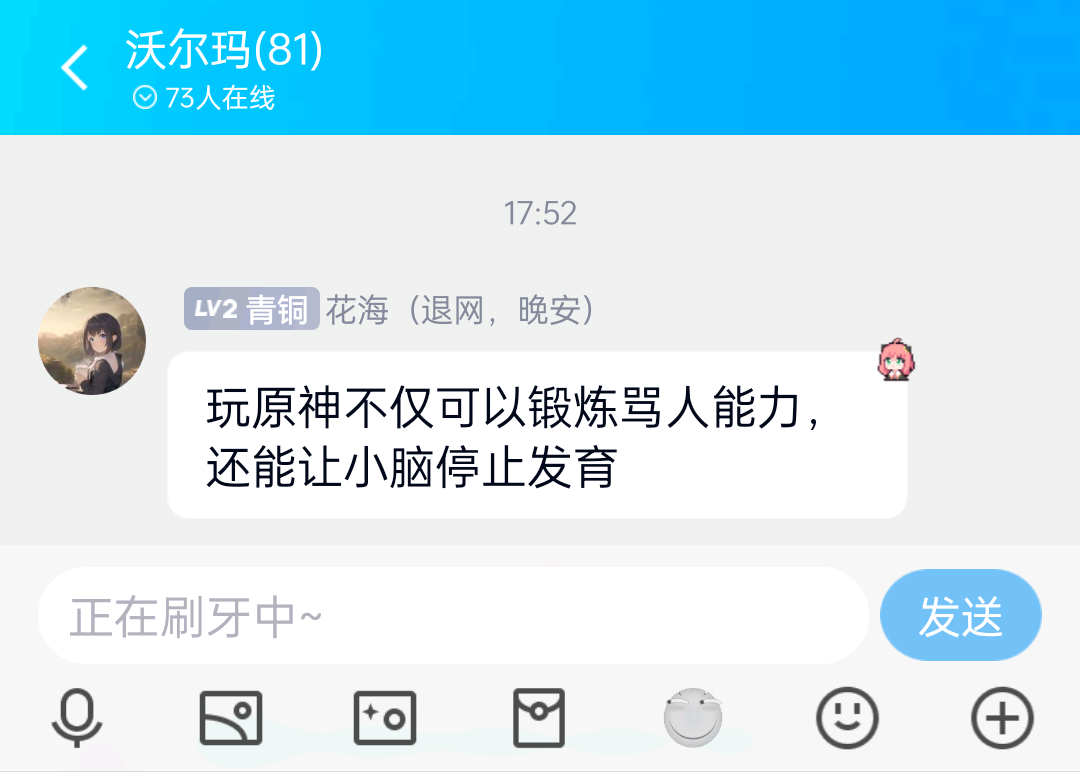 沃尔玛(81)
73人在线
17:52
LV2 青铜 花海（退网，晚安）
玩原神不仅可以锻炼骂人能力，
还能让小脑停止发育
正在刷牙中~
发送